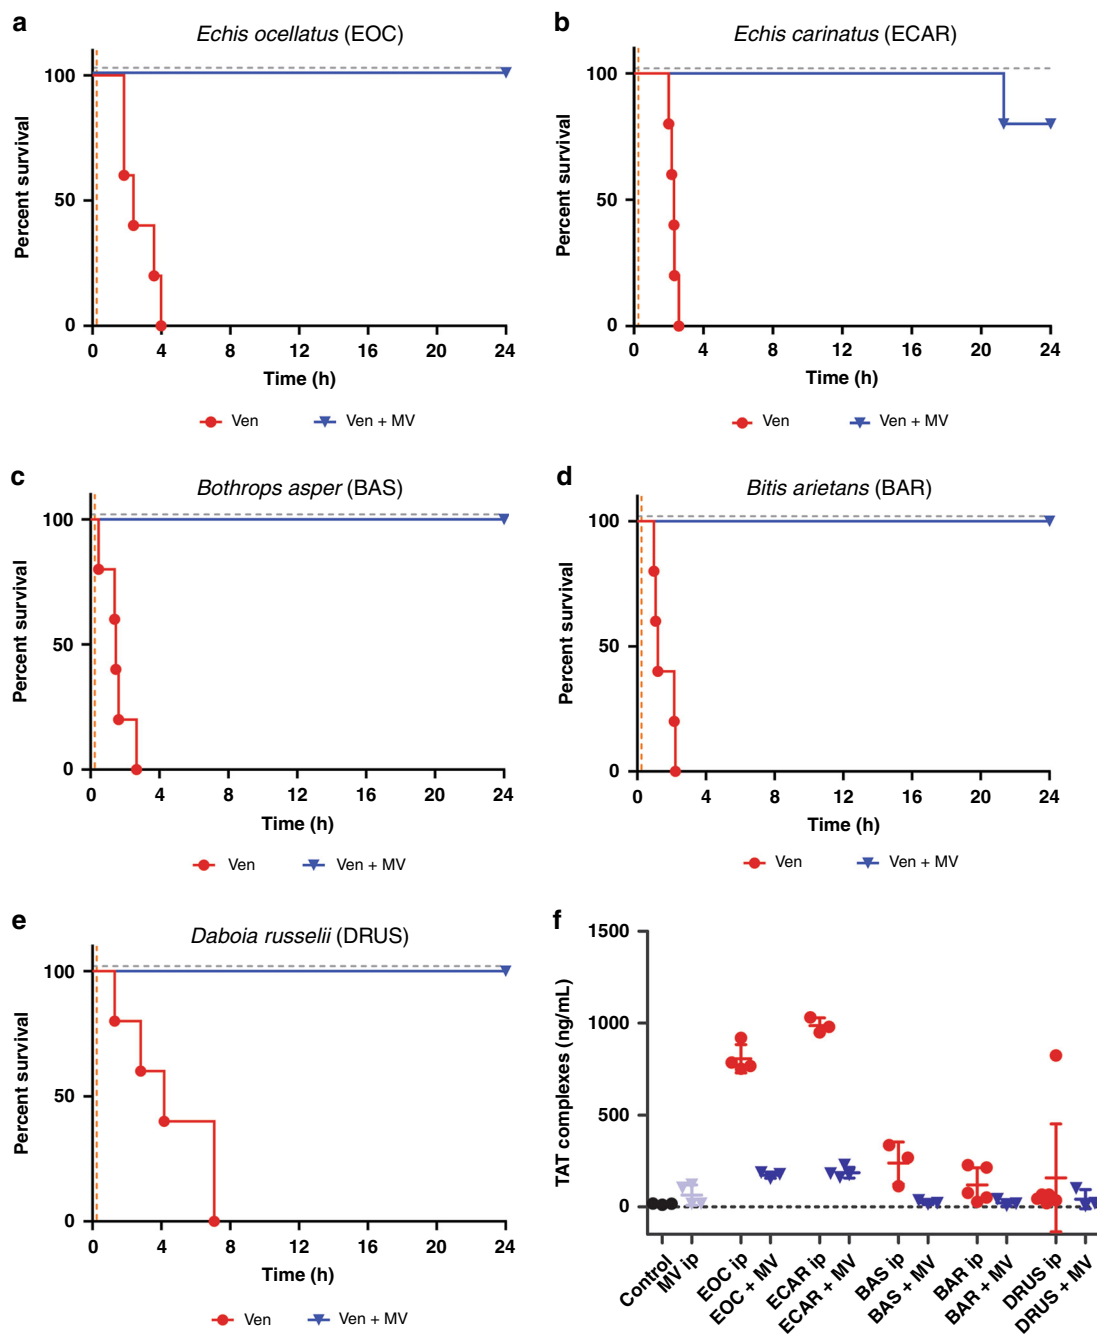 a
Echis ocellatus (EOC)
Percent survival
100
50
0
0 4 8 12 16 20 24
Time (h)
Ven Ven + MV
b
Echis carinatus (ECAR)
Percent survival
100
50
0
0 4 8 12 16 20 24
Time (h)
Ven Ven + MV
c
Bothrops asper (BAS)
Percent survival
100
50
0
0 4 8 12 16 20 24
Time (h)
Ven Ven + MV
d
Bitis arietans (BAR)
Percent survival
100
50
0
0 4 8 12 16 20 24
Time (h)
Ven Ven + MV
e
Daboia russelii (DRUS)
Percent survival
100
50
0
0 4 8 12 16 20 24
Time (h)
Ven Ven + MV
f
TAT complexes (ng/mL)
1500
1000
500
0
Control
MV ip
EOC ip
EOC + MV
ECAR ip
ECAR + MV
BAS ip
BAS + MV
BAR ip
BAR + MV
DRUS ip
DRUS + MV